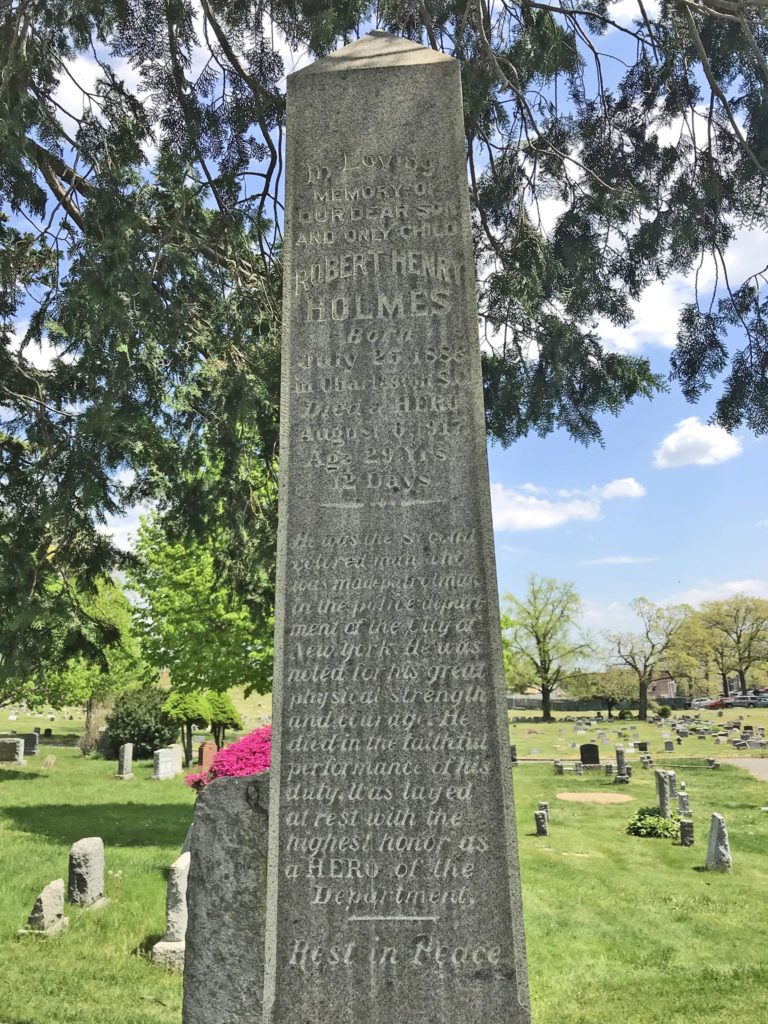 In Loving
MEMORY OF
OUR DEAR SON
AND ONLY CHILD
ROBERT HENRY
HOLMES
Born
July 26 1888
in Charleston S.C.
Died a HERO
August 6, 1917
Age 29 Yrs
12 Days
He was the second
colored man who
was made patrolman
in the police depart
ment of the City of
New York. He was
noted for his great
physical strength
and courage. He
died in the faithful
performance of his
duty. Was layed
at rest with the
highest honor as
a HERO of the
Department.
Rest in Peace